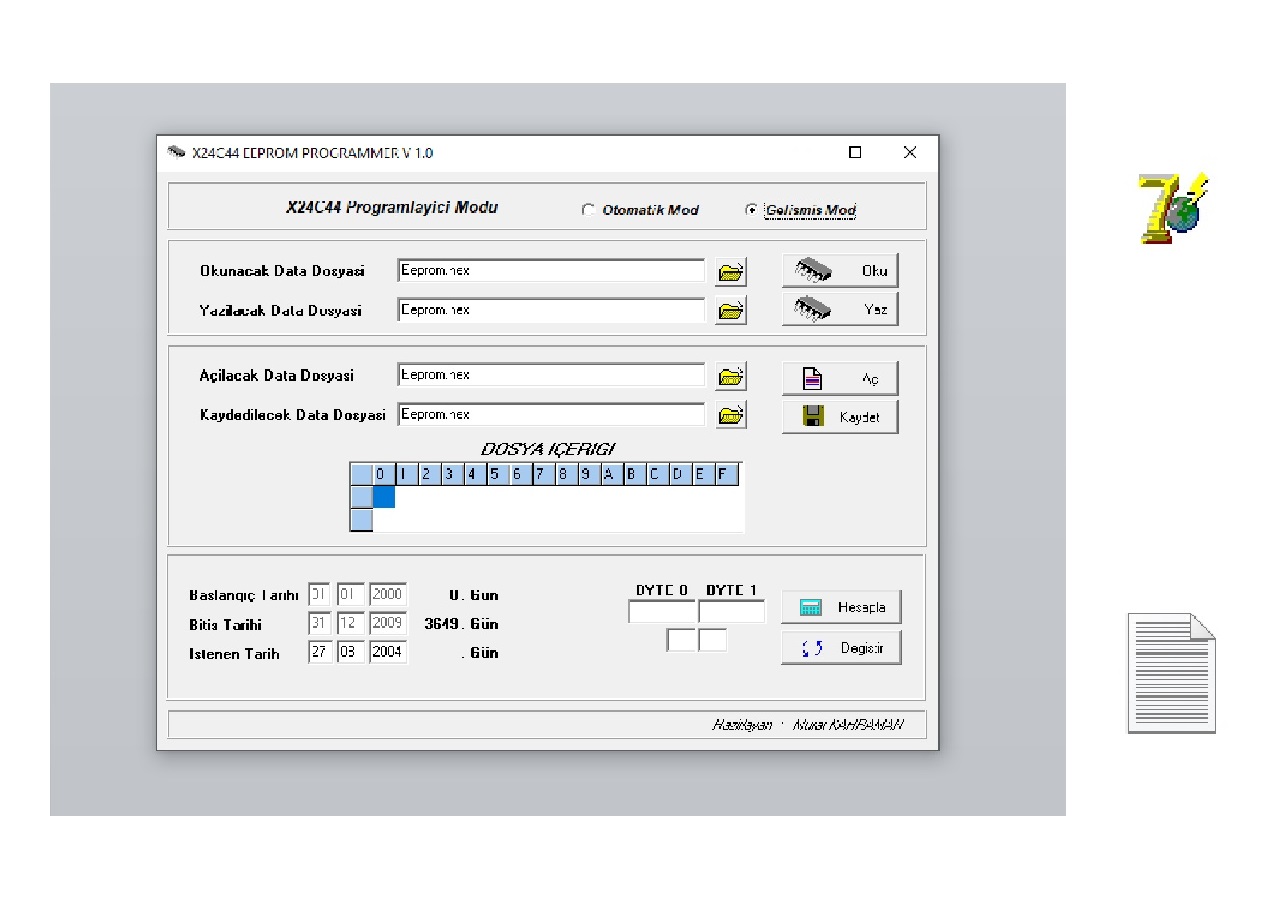 X24C44 EEPROM PROGRAMMER V 1.0
X24C44 Programlayici Modu Otomatik Mod Gelismis Mod
Okunacak Data Dosyasi Eeprom.hex Oku
Yazilacak Data Dosyasi Eeprom.hex Yaz
Açilacak Data Dosyasi Eeprom.hex Aç
Kaydedilecek Data Dosyasi Eeprom.hex Kaydet
DOSYA IÇERIGI
0 1 2 3 4 5 6 7 8 9 A B C D E F
BYTE 0 BYTE 1
Baslangiç Tarihi 01 01 2000 0. Gün Hesapla
Bitis Tarihi 31 12 2009 3649. Gün
Istenen Tarih 27 03 2004 . Gün Degistir
Hazirlayan : Murat KAHRAMAN
7